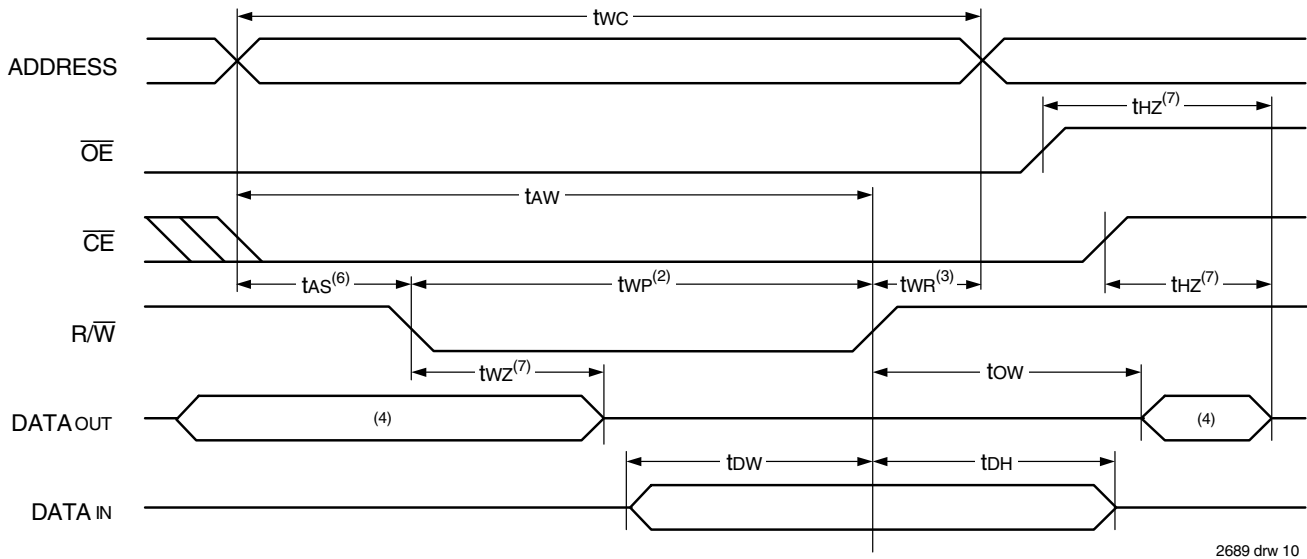 tWC
ADDRESS
tHZ(7)
OE
tAW
CE
tAS(6) tWP(2) tWR(3) tHZ(7)
R/W
tWZ(7) tOW
DATA OUT (4) (4)
tDW tDH
DATA IN
2689 drw 10